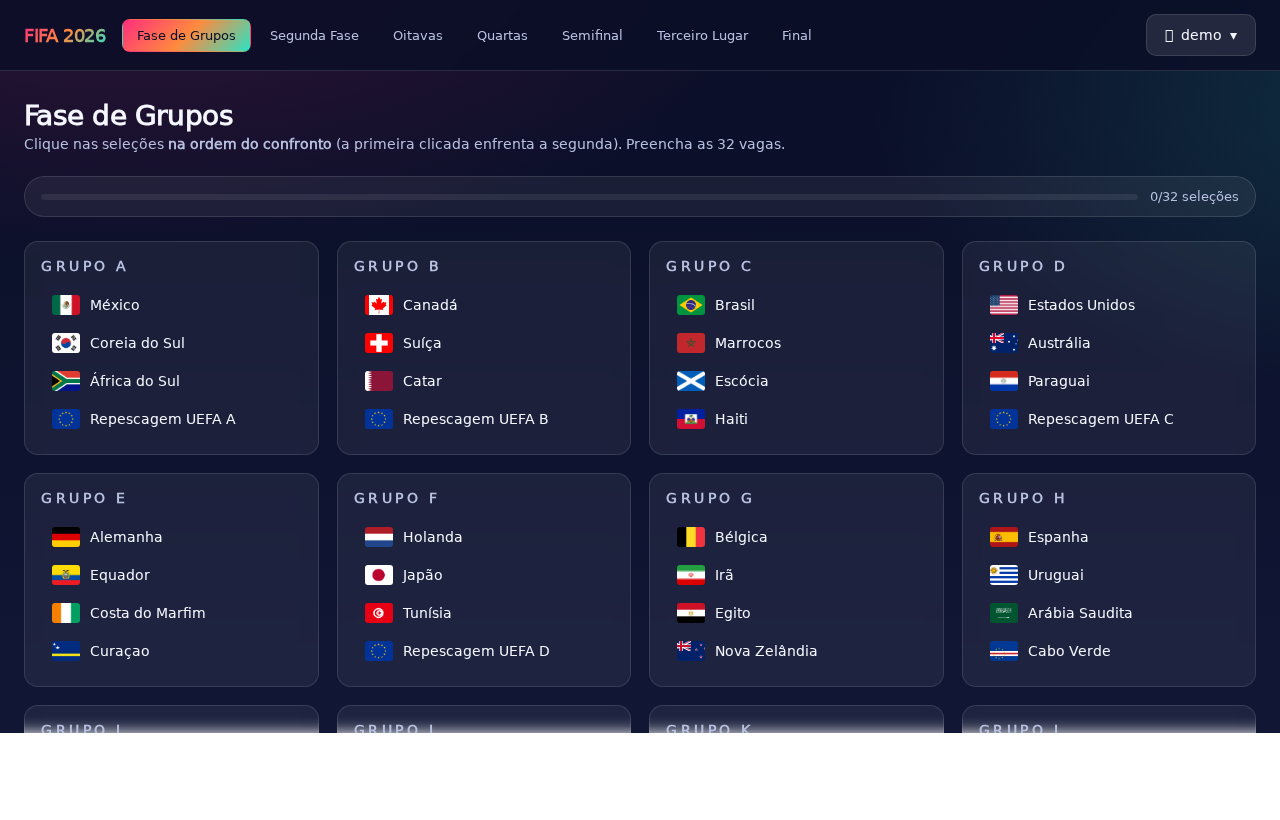 FIFA 2026 Fase de Grupos Segunda Fase Oitavas Quartas Semifinal Terceiro Lugar Final demo ▾
Fase de Grupos
Clique nas seleções na ordem do confronto (a primeira clicada enfrenta a segunda). Preencha as 32 vagas.
0/32 seleções
GRUPO A
México
Coreia do Sul
África do Sul
Repescagem UEFA A
GRUPO B
Canadá
Suíça
Catar
Repescagem UEFA B
GRUPO C
Brasil
Marrocos
Escócia
Haiti
GRUPO D
Estados Unidos
Austrália
Paraguai
Repescagem UEFA C
GRUPO E
Alemanha
Equador
Costa do Marfim
Curaçao
GRUPO F
Holanda
Japão
Tunísia
Repescagem UEFA D
GRUPO G
Bélgica
Irã
Egito
Nova Zelândia
GRUPO H
Espanha
Uruguai
Arábia Saudita
Cabo Verde
GRUPO
GRUPO
GRUPO K
GRUPO